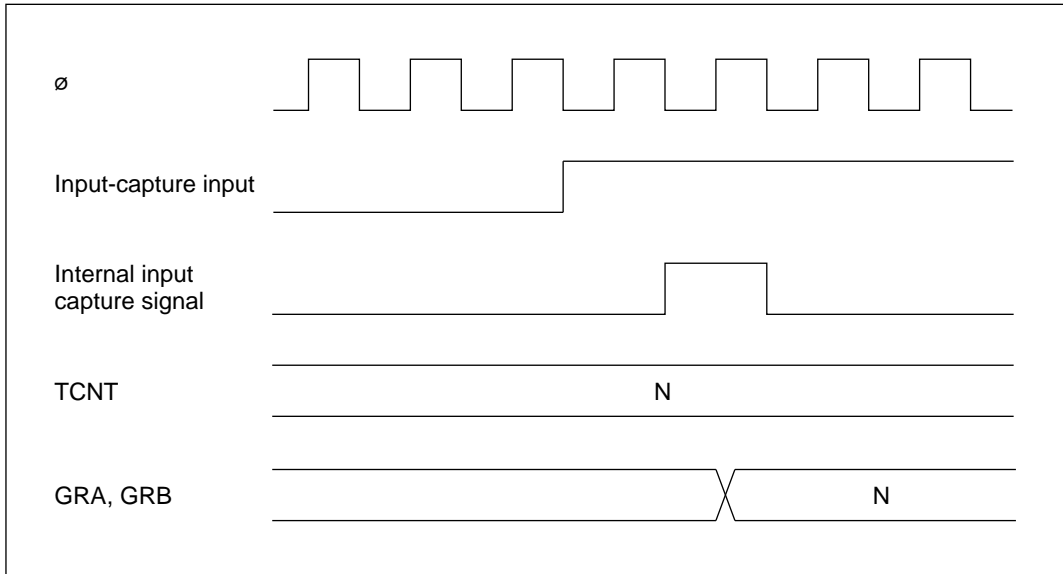 ø
Input-capture input
Internal input
capture signal
TCNT
N
GRA, GRB
N